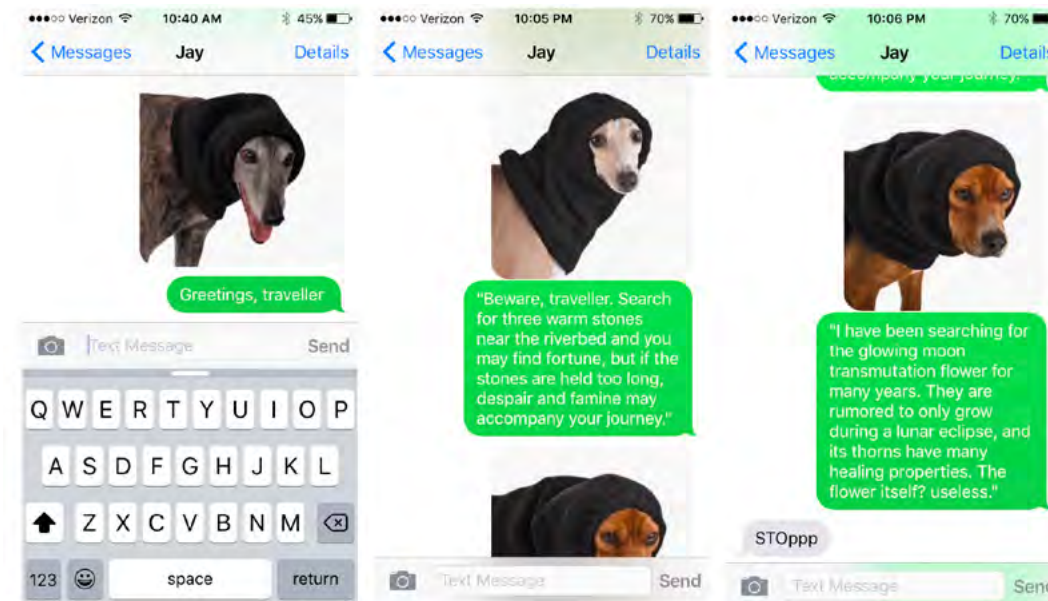 Verizon 10:40 AM 45%
Messages Jay Details
Greetings, traveller
Text Message Send
Q W E R T Y U I O P
A S D F G H J K L
Z X C V B N M
123 space return
Verizon 10:05 PM 70%
Messages Jay Details
"Beware, traveller. Search
for three warm stones
near the riverbed and you
may find fortune, but if the
stones are held too long,
despair and famine may
accompany your journey."
Text Message Send
Verizon 10:06 PM 70%
Messages Jay Details
accompany your journey."
"I have been searching for
the glowing moon
transmutation flower for
many years. They are
rumored to only grow
during a lunar eclipse, and
its thorns have many
healing properties. The
flower itself? useless."
STOppp
Text Message Send